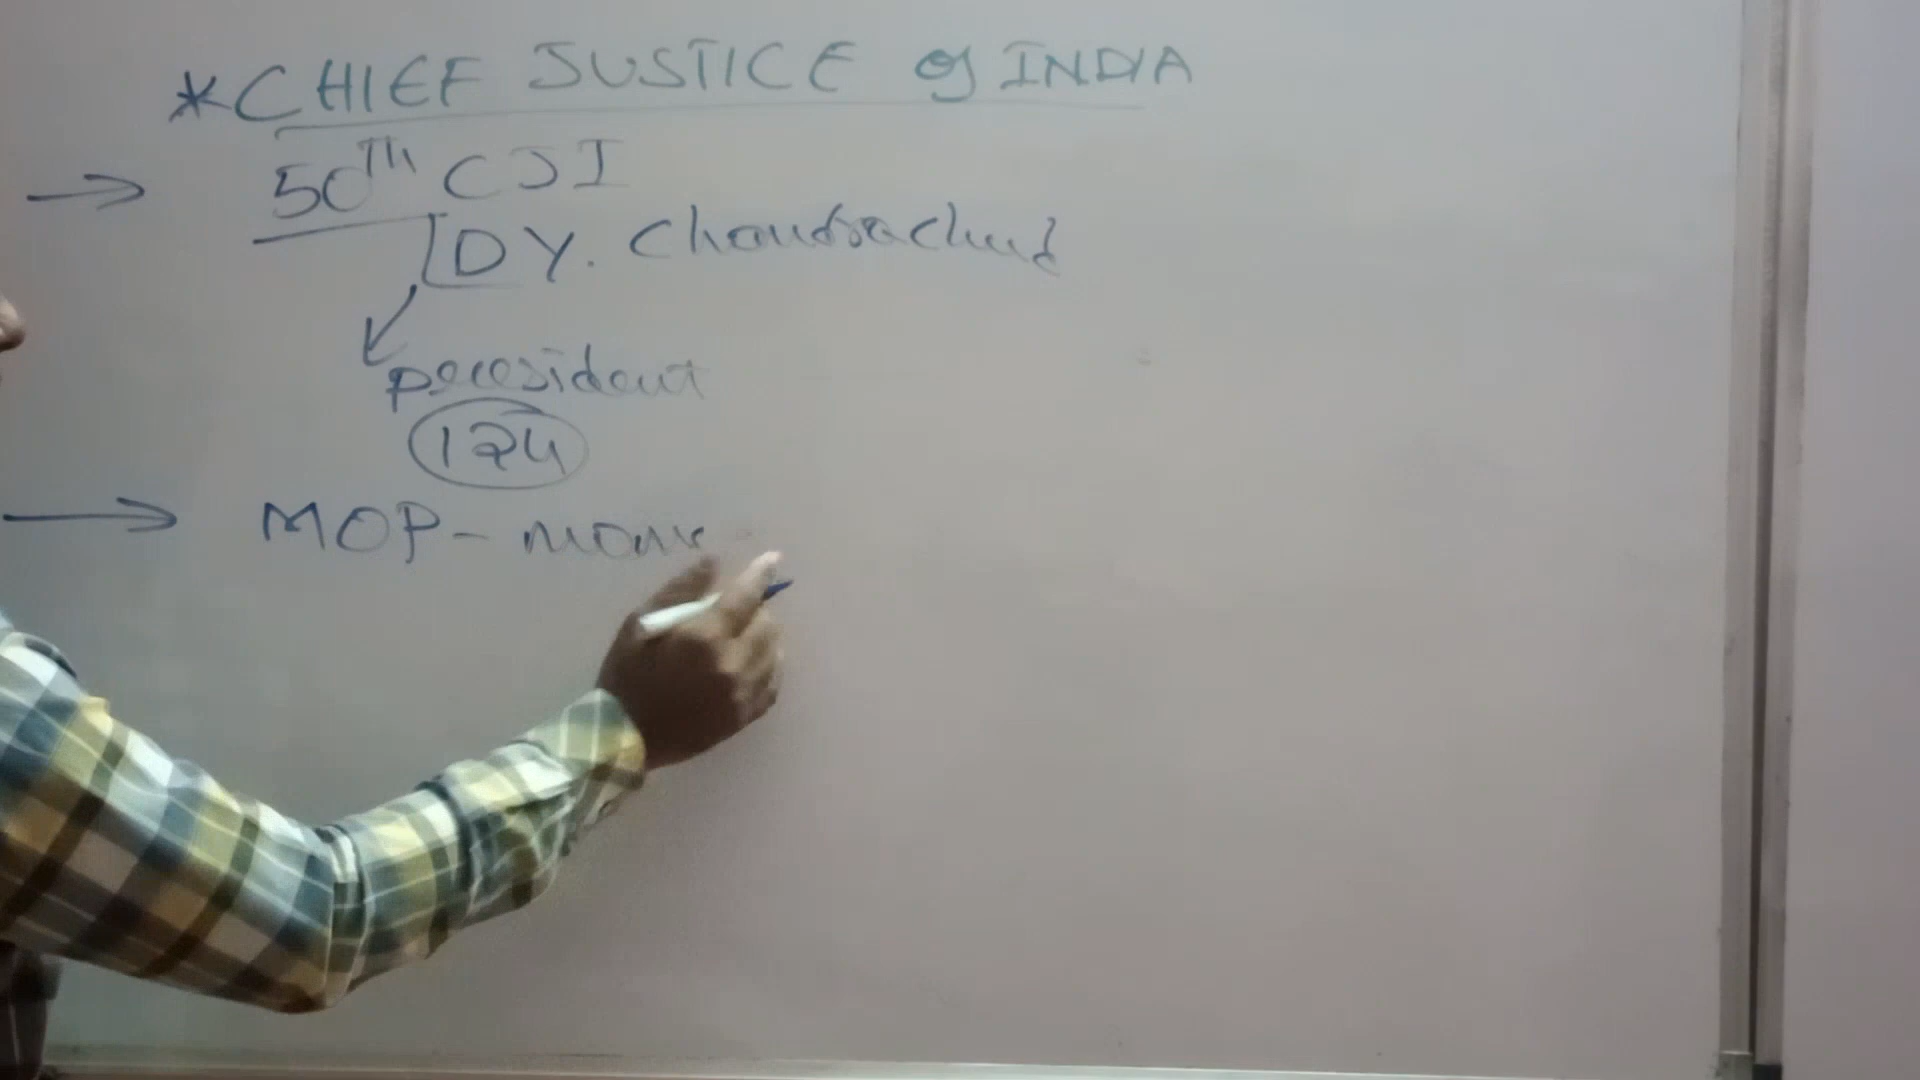 *CHIEF JUSTICE of INDIA
→ 50TH CJI
DY. Chandrachud
president
124
→ MOP -